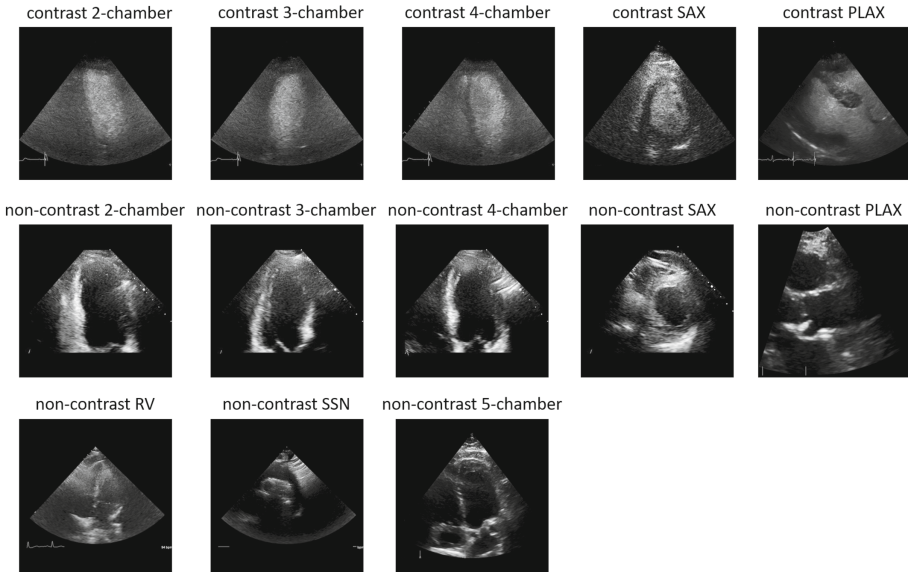 contrast 2-chamber contrast 3-chamber contrast 4-chamber contrast SAX contrast PLAX
non-contrast 2-chamber non-contrast 3-chamber non-contrast 4-chamber non-contrast SAX non-contrast PLAX
non-contrast RV non-contrast SSN non-contrast 5-chamber